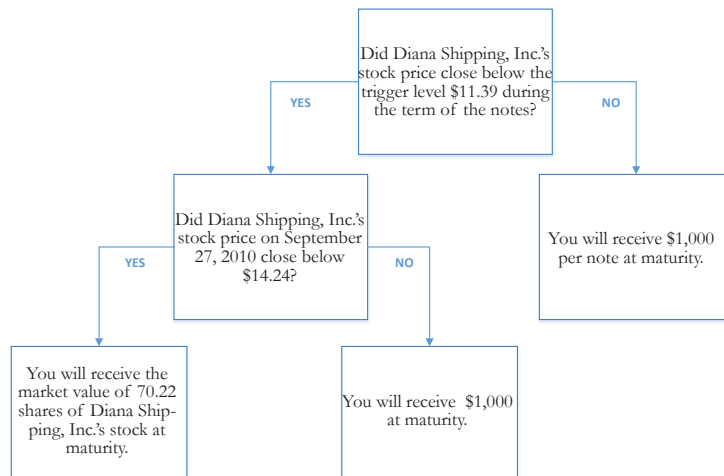 Did Diana Shipping, Inc.'s
stock price close below the
trigger level $11.39 during
the term of the notes?
YES
NO
Did Diana Shipping, Inc.'s
stock price on September
27, 2010 close below
$14.24?
You will receive $1,000
per note at maturity.
YES
NO
You will receive the
market value of 70.22
shares of Diana Ship-
ping, Inc.'s stock at
maturity.
You will receive $1,000
at maturity.